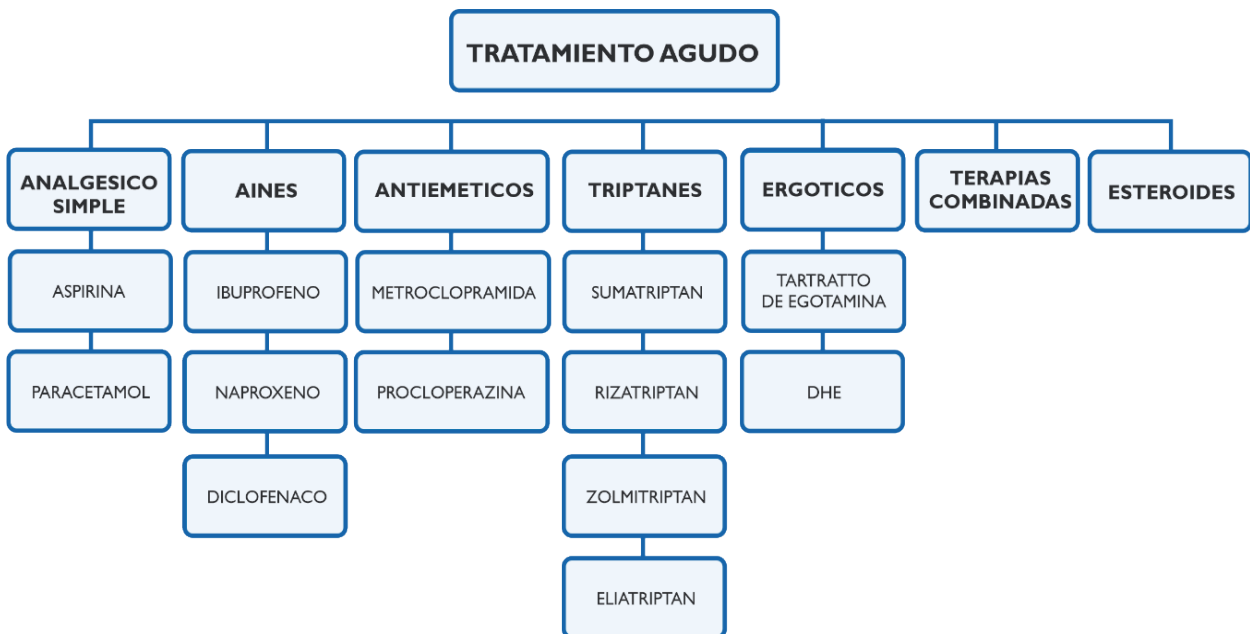 TRATAMIENTO AGUDO
ANALGESICO
SIMPLE
AINES
ANTIEMETICOS
TRIPTANES
ERGOTICOS
TERAPIAS
COMBINADAS
ESTEROIDES
ASPIRINA
IBUPROFENO
METROCLOPRAMIDA
SUMATRIPTAN
TARTRATTO
DE EGOTAMINA
PARACETAMOL
NAPROXENO
PROCLOPERAZINA
RIZATRIPTAN
DHE
DICLOFENACO
ZOLMITRIPTAN
ELIATRIPTAN